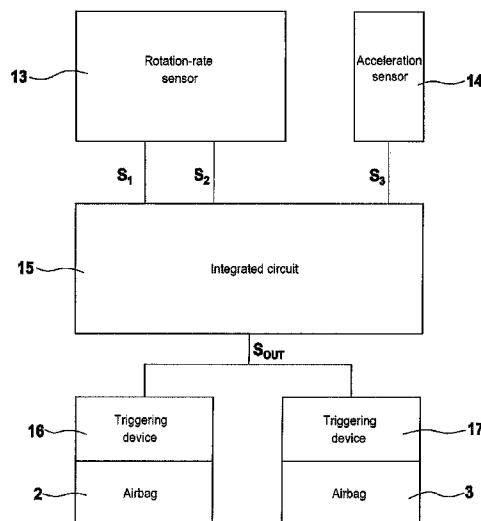 13
Rotation-rate
sensor
Acceleration
sensor
14
S1
S2
S3
15
Integrated circuit
SOUT
16
Triggering
device
Triggering
device
17
2
Airbag
Airbag
3